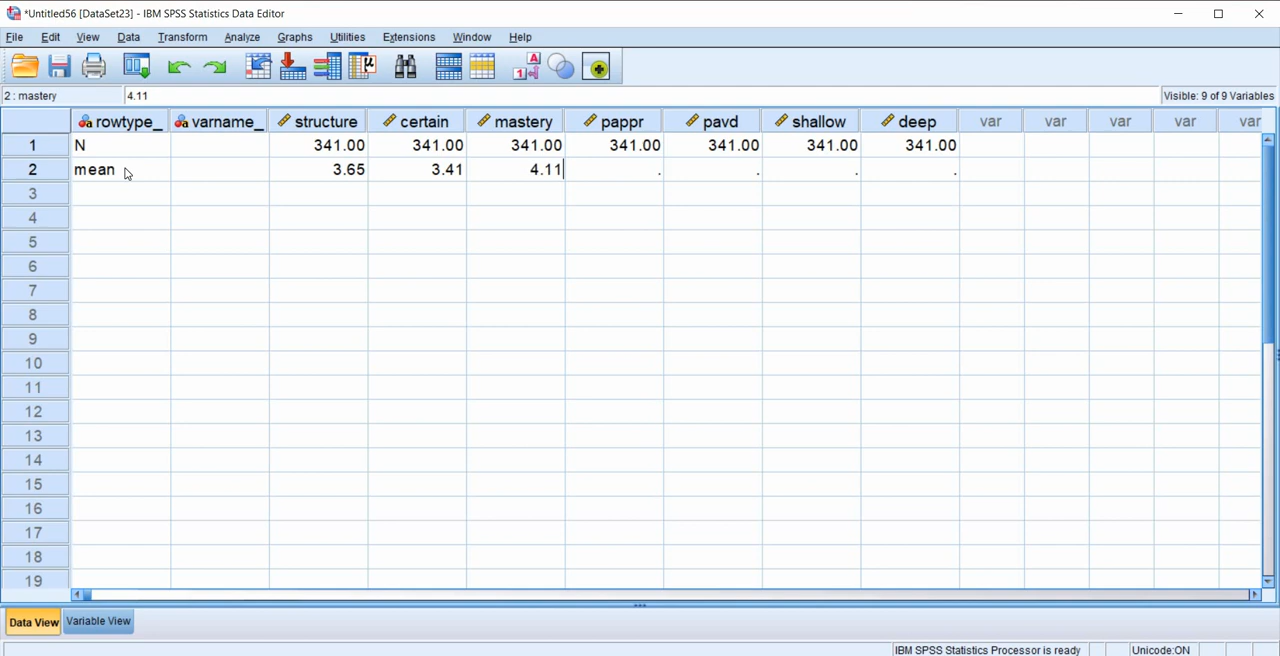 *Untitled56 [DataSet23] - IBM SPSS Statistics Data Editor
File Edit View Data Transform Analyze Graphs Utilities Extensions Window Help
2 : mastery 4.11 Visible: 9 of 9 Variables
rowtype_ varname_ structure certain mastery pappr pavd shallow deep var var var var var
1 N 341.00 341.00 341.00 341.00 341.00 341.00 341.00
2 mean 3.65 3.41 4.11 . . . .
3
4
5
6
7
8
9
10
11
12
13
14
15
16
17
18
19
Data View Variable View
IBM SPSS Statistics Processor is ready Unicode:ON